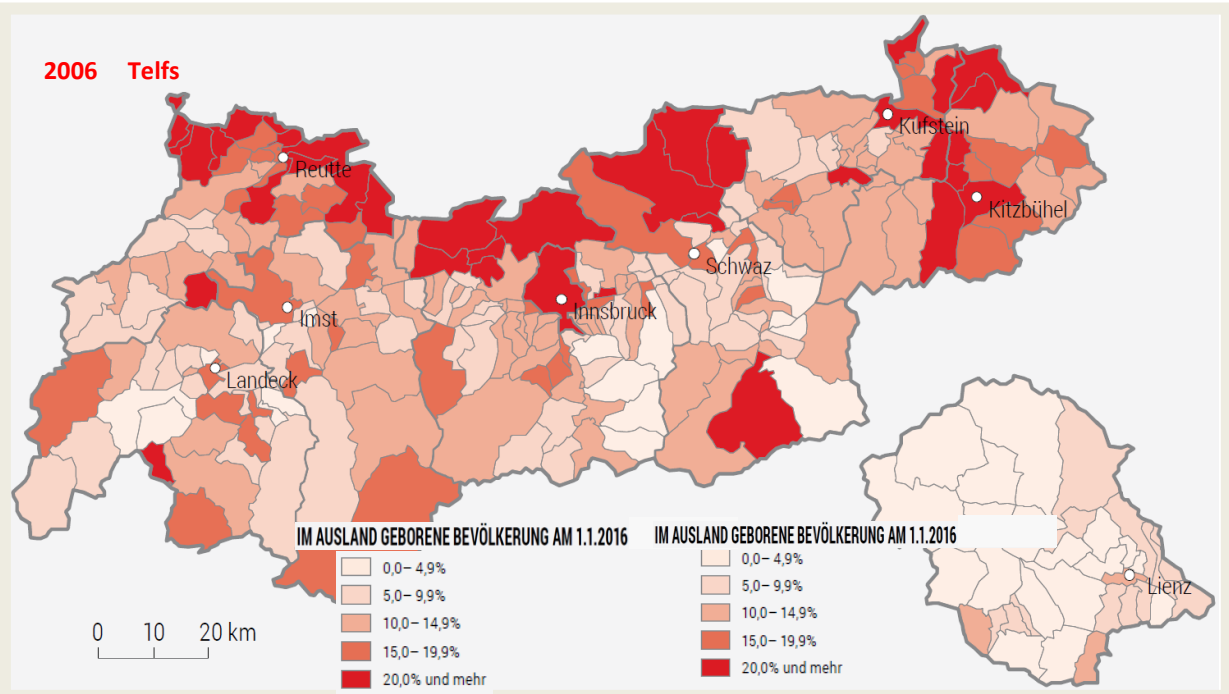 2006 Telfs
Kufstein
Reutte
Kitzbühel
Schwaz
Innsbruck
Imst
Landeck
Lienz
IM AUSLAND GEBORENE BEVÖLKERUNG AM 1.1.2016
0,0– 4,9%
5,0– 9,9%
10,0– 14,9%
15,0– 19,9%
20,0% und mehr
IM AUSLAND GEBORENE BEVÖLKERUNG AM 1.1.2016
0,0– 4,9%
5,0– 9,9%
10,0– 14,9%
15,0– 19,9%
20,0% und mehr
0 10 20 km